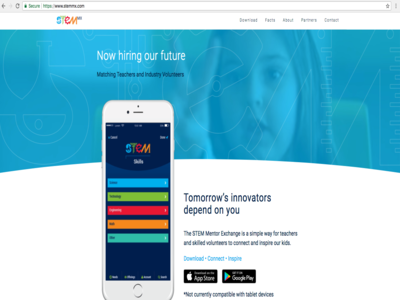 Secure https://www.stemmx.com
STEM
Download Facts About Partners Contact
Now hiring our future
Matching Teachers and Industry Volunteers
STEM
Skills
Science
Technology
Engineering
Math
Tomorrow's innovators
depend on you
The STEM Mentor Exchange is a simple way for teachers
and skilled volunteers to connect and inspire our kids.
Download • Connect • Inspire
Download on the
App Store
GET IT ON
Google Play
*Not currently compatible with tablet devices